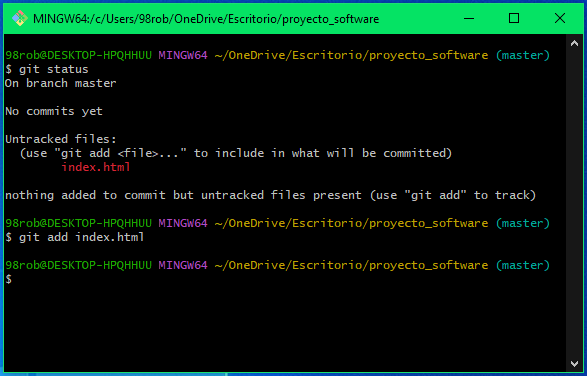 MINGW64:/c/Users/98rob/OneDrive/Escritorio/proyecto_software
98rob@DESKTOP-HPQHHUU MINGW64 ~/OneDrive/Escritorio/proyecto_software (master)
$ git status
On branch master
No commits yet
Untracked files:
  (use "git add <file>..." to include in what will be committed)
        index.html
nothing added to commit but untracked files present (use "git add" to track)
98rob@DESKTOP-HPQHHUU MINGW64 ~/OneDrive/Escritorio/proyecto_software (master)
$ git add index.html
98rob@DESKTOP-HPQHHUU MINGW64 ~/OneDrive/Escritorio/proyecto_software (master)
$